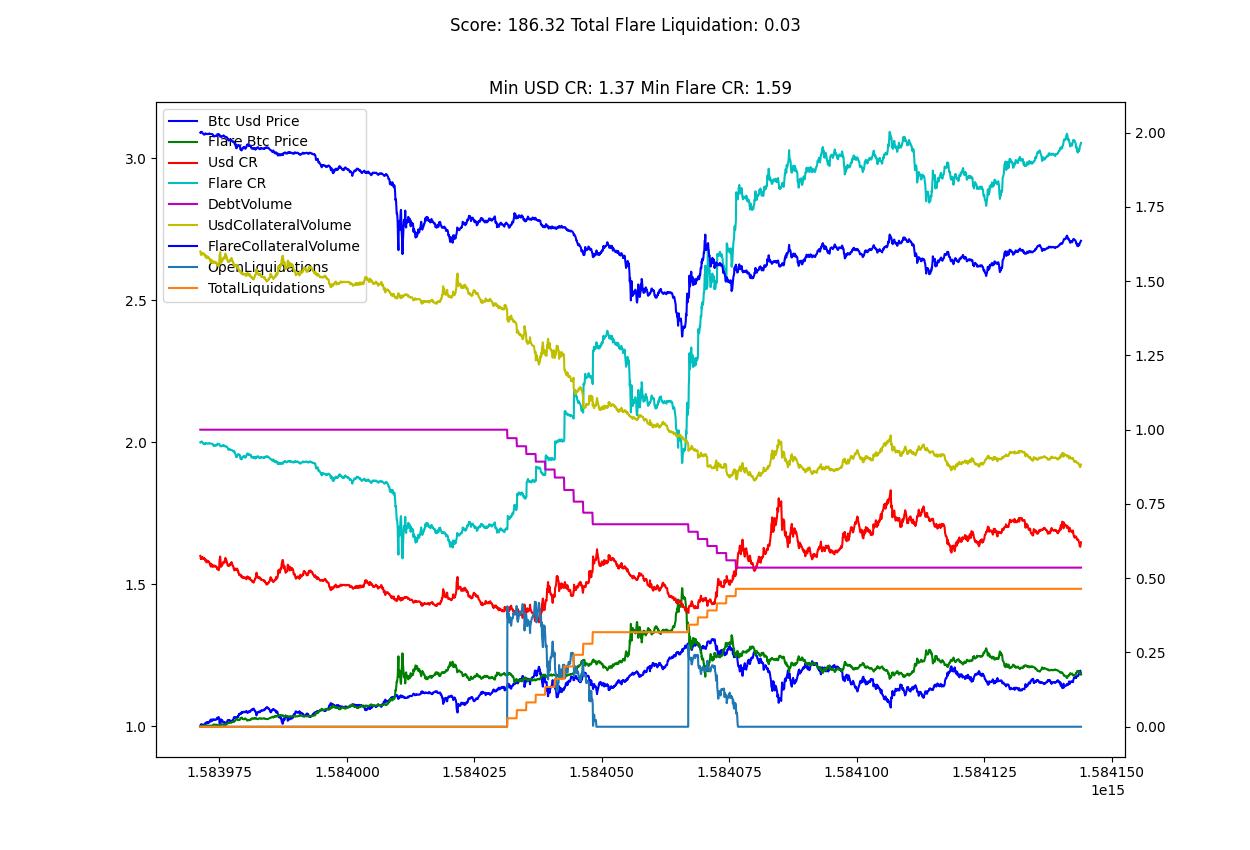 Score: 186.32 Total Flare Liquidation: 0.03
Min USD CR: 1.37 Min Flare CR: 1.59
Btc Usd Price
Flare Btc Price
Usd CR
Flare CR
DebtVolume
UsdCollateralVolume
FlareCollateralVolume
OpenLiquidations
TotalLiquidations
3.0
2.5
2.0
1.5
1.0
2.00
1.75
1.50
1.25
1.00
0.75
0.50
0.25
0.00
1.583975 1.584000 1.584025 1.584050 1.584075 1.584100 1.584125 1.584150
1e15